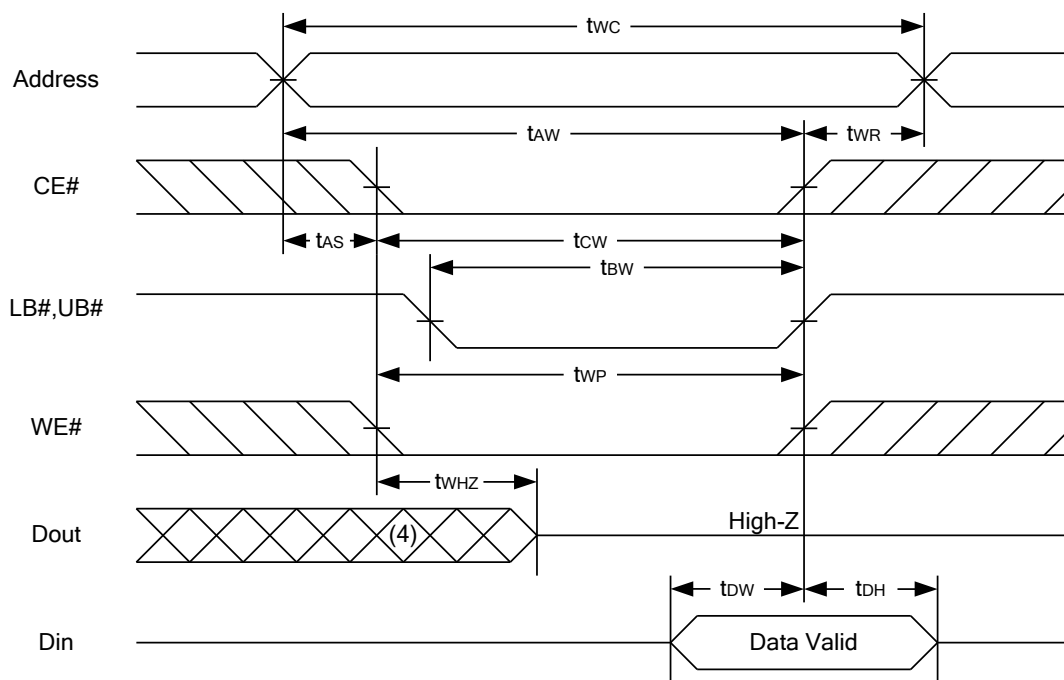 tWC
Address
tAW
tWR
CE#
tAS
tCW
tBW
LB#,UB#
tWP
WE#
tWHZ
Dout
(4)
High-Z
tDW
tDH
Din
Data Valid